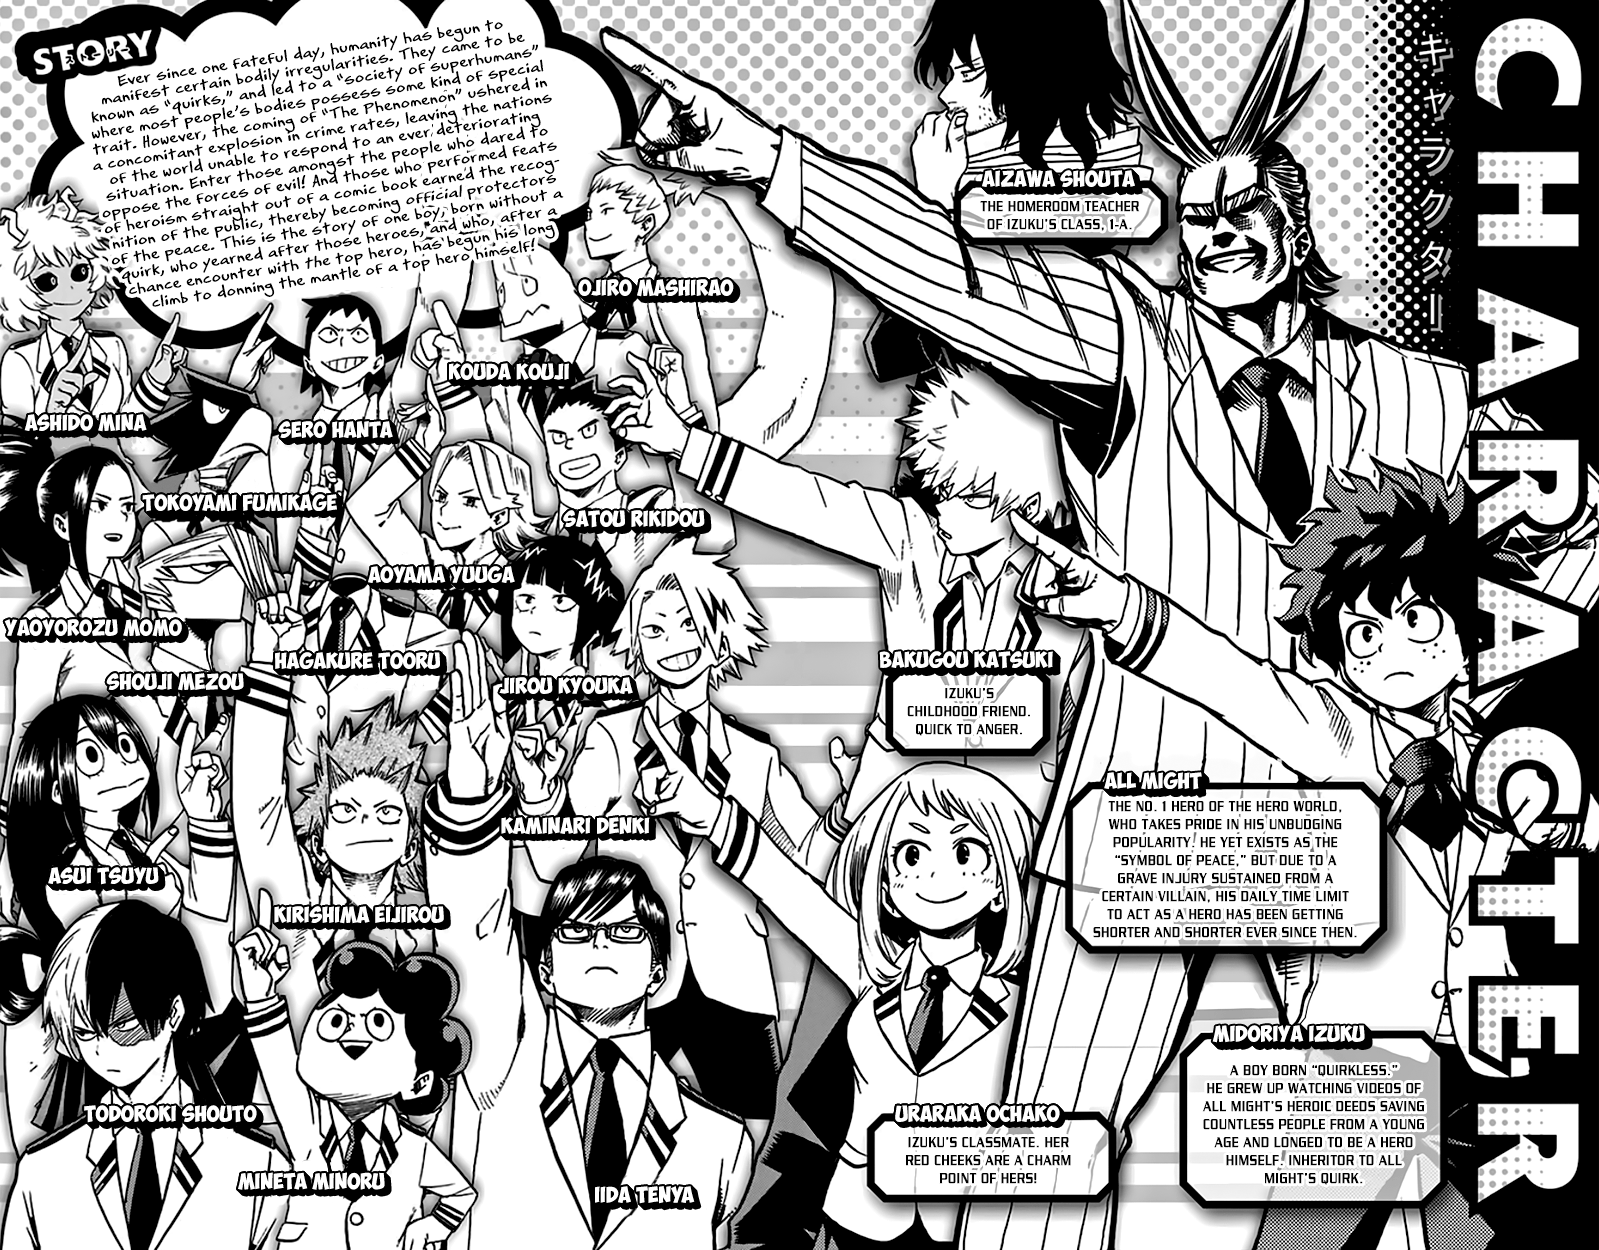 STORY
Ever since one fateful day, humanity has begun to
manifest certain bodily irregularities. They came to be
known as "quirks," and led to a "society of superhumans"
where most people's bodies possess some kind of special
trait. However, the coming of "The Phenomenon" ushered in
a concomitant explosion in crime rates, leaving the nations
of the world unable to respond to an ever deteriorating
situation. Enter those amongst the people who dared to
oppose the forces of evil! And those who performed feats
of heroism straight out of a comic book earned the recog-
nition of the public, thereby becoming official protectors
of the peace. This is the story of one boy, born without a
quirk, who yearned after those heroes, and who, after a
chance encounter with the top hero, has begun his long
climb to donning the mantle of a top hero himself!
CHARACTER
キャラクター
AIZAWA SHOUTA
THE HOMEROOM TEACHER
OF IZUKU'S CLASS, 1-A.
OJIRO MASHIRAO
KOUDA KOUJI
ASHIDO MINA
SERO HANTA
TOKOYAMI FUMIKAGE
SATOU RIKIDOU
AOYAMA YUUGA
YAOYOROZU MOMO
HAGAKURE TOORU
SHOUJI MEZOU
JIROU KYOUKA
BAKUGOU KATSUKI
IZUKU'S
CHILDHOOD FRIEND.
QUICK TO ANGER.
ALL MIGHT
THE NO. 1 HERO OF THE HERO WORLD,
WHO TAKES PRIDE IN HIS UNBUDGING
POPULARITY. HE YET EXISTS AS THE
"SYMBOL OF PEACE," BUT DUE TO A
GRAVE INJURY SUSTAINED FROM A
CERTAIN VILLAIN, HIS DAILY TIME LIMIT
TO ACT AS A HERO HAS BEEN GETTING
SHORTER AND SHORTER EVER SINCE THEN.
KAMINARI DENKI
ASUI TSUYU
KIRISHIMA EIJIROU
MIDORIYA IZUKU
A BOY BORN "QUIRKLESS."
HE GREW UP WATCHING VIDEOS OF
ALL MIGHT'S HEROIC DEEDS SAVING
COUNTLESS PEOPLE FROM A YOUNG
AGE AND LONGED TO BE A HERO
HIMSELF. INHERITOR TO ALL
MIGHT'S QUIRK.
TODOROKI SHOUTO
URARAKA OCHAKO
IZUKU'S CLASSMATE. HER
RED CHEEKS ARE A CHARM
POINT OF HERS!
MINETA MINORU
IIDA TENYA